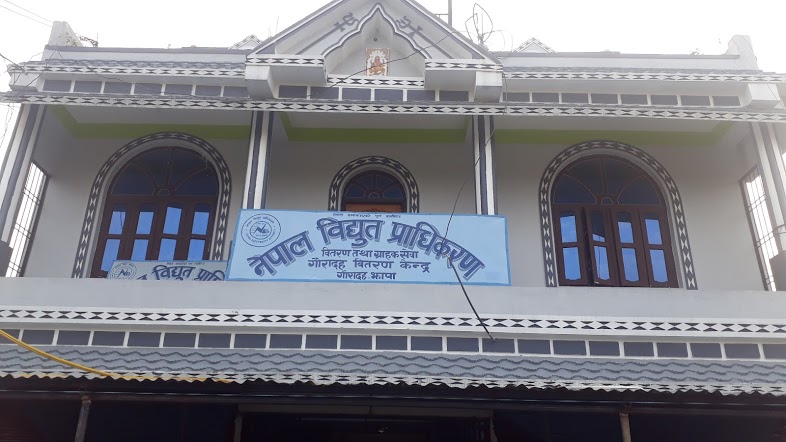 नेपाल विद्युत प्राधिकरण
वितरण तथा ग्राहक सेवा
गौरादह वितरण केन्द्र
गौरादह झापा
नेपाल विद्युत प्रा